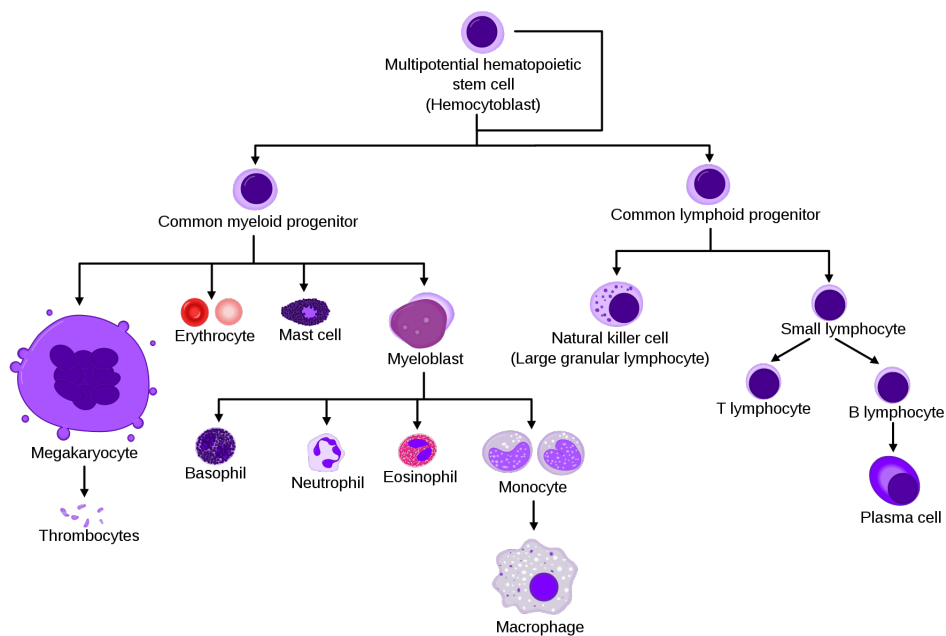 Multipotential hematopoietic
stem cell
(Hemocytoblast)
Common myeloid progenitor
Common lymphoid progenitor
Erythrocyte
Mast cell
Myeloblast
Natural killer cell
(Large granular lymphocyte)
Small lymphocyte
T lymphocyte
B lymphocyte
Megakaryocyte
Basophil
Neutrophil
Eosinophil
Monocyte
Plasma cell
Thrombocytes
Macrophage